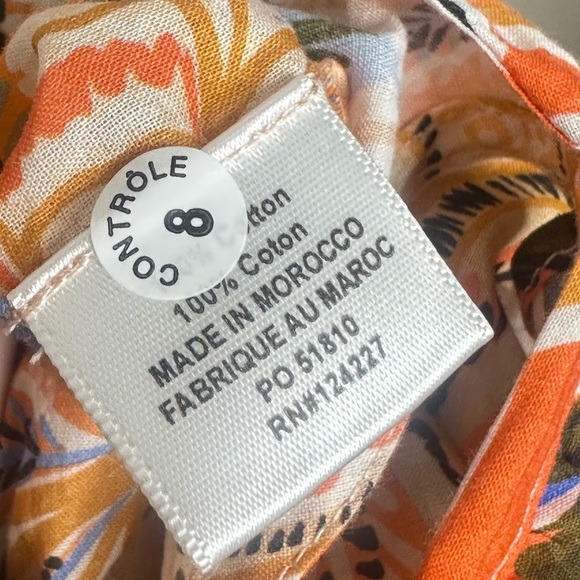 CONTRÔLE
8
% Cotton
100% Coton
MADE IN MOROCCO
FABRIQUE AU MAROC
PO 51810
RN#124227